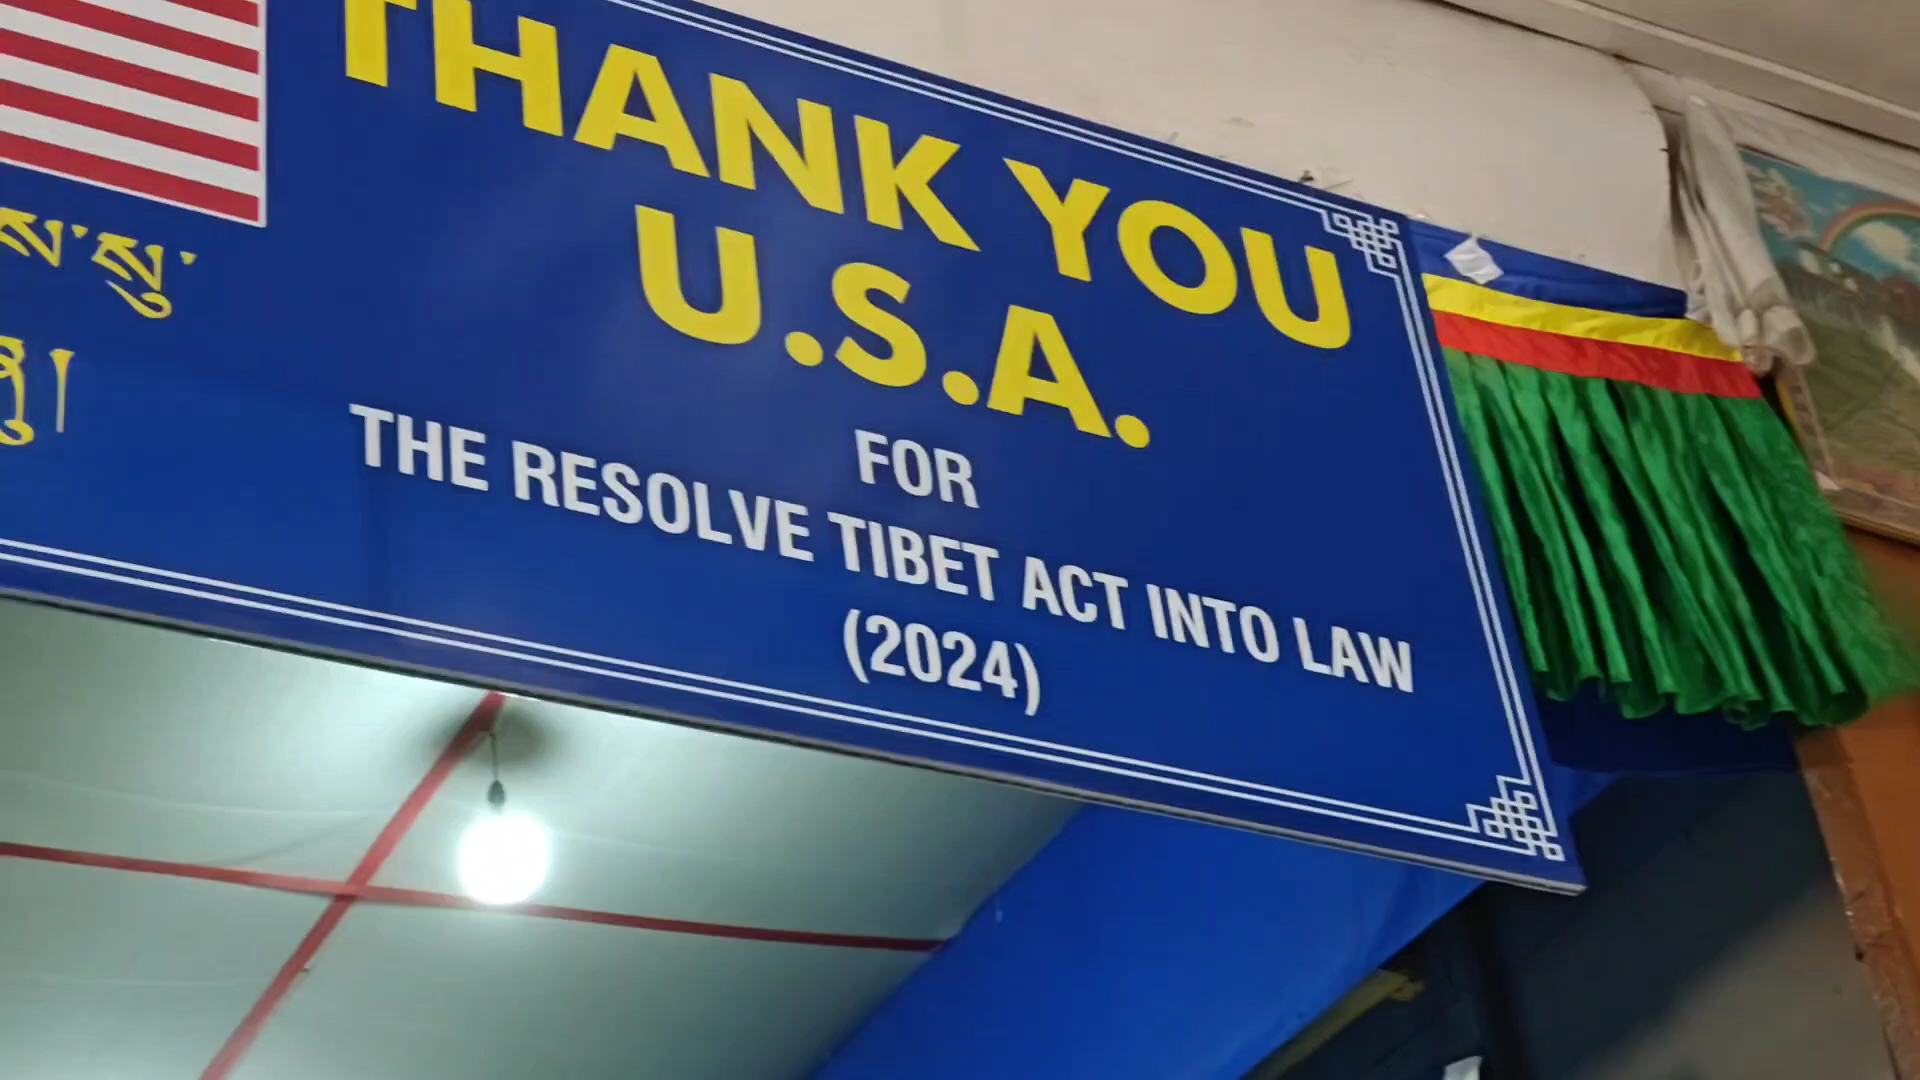 THANK YOU
U.S.A.
FOR
THE RESOLVE TIBET ACT INTO LAW
(2024)